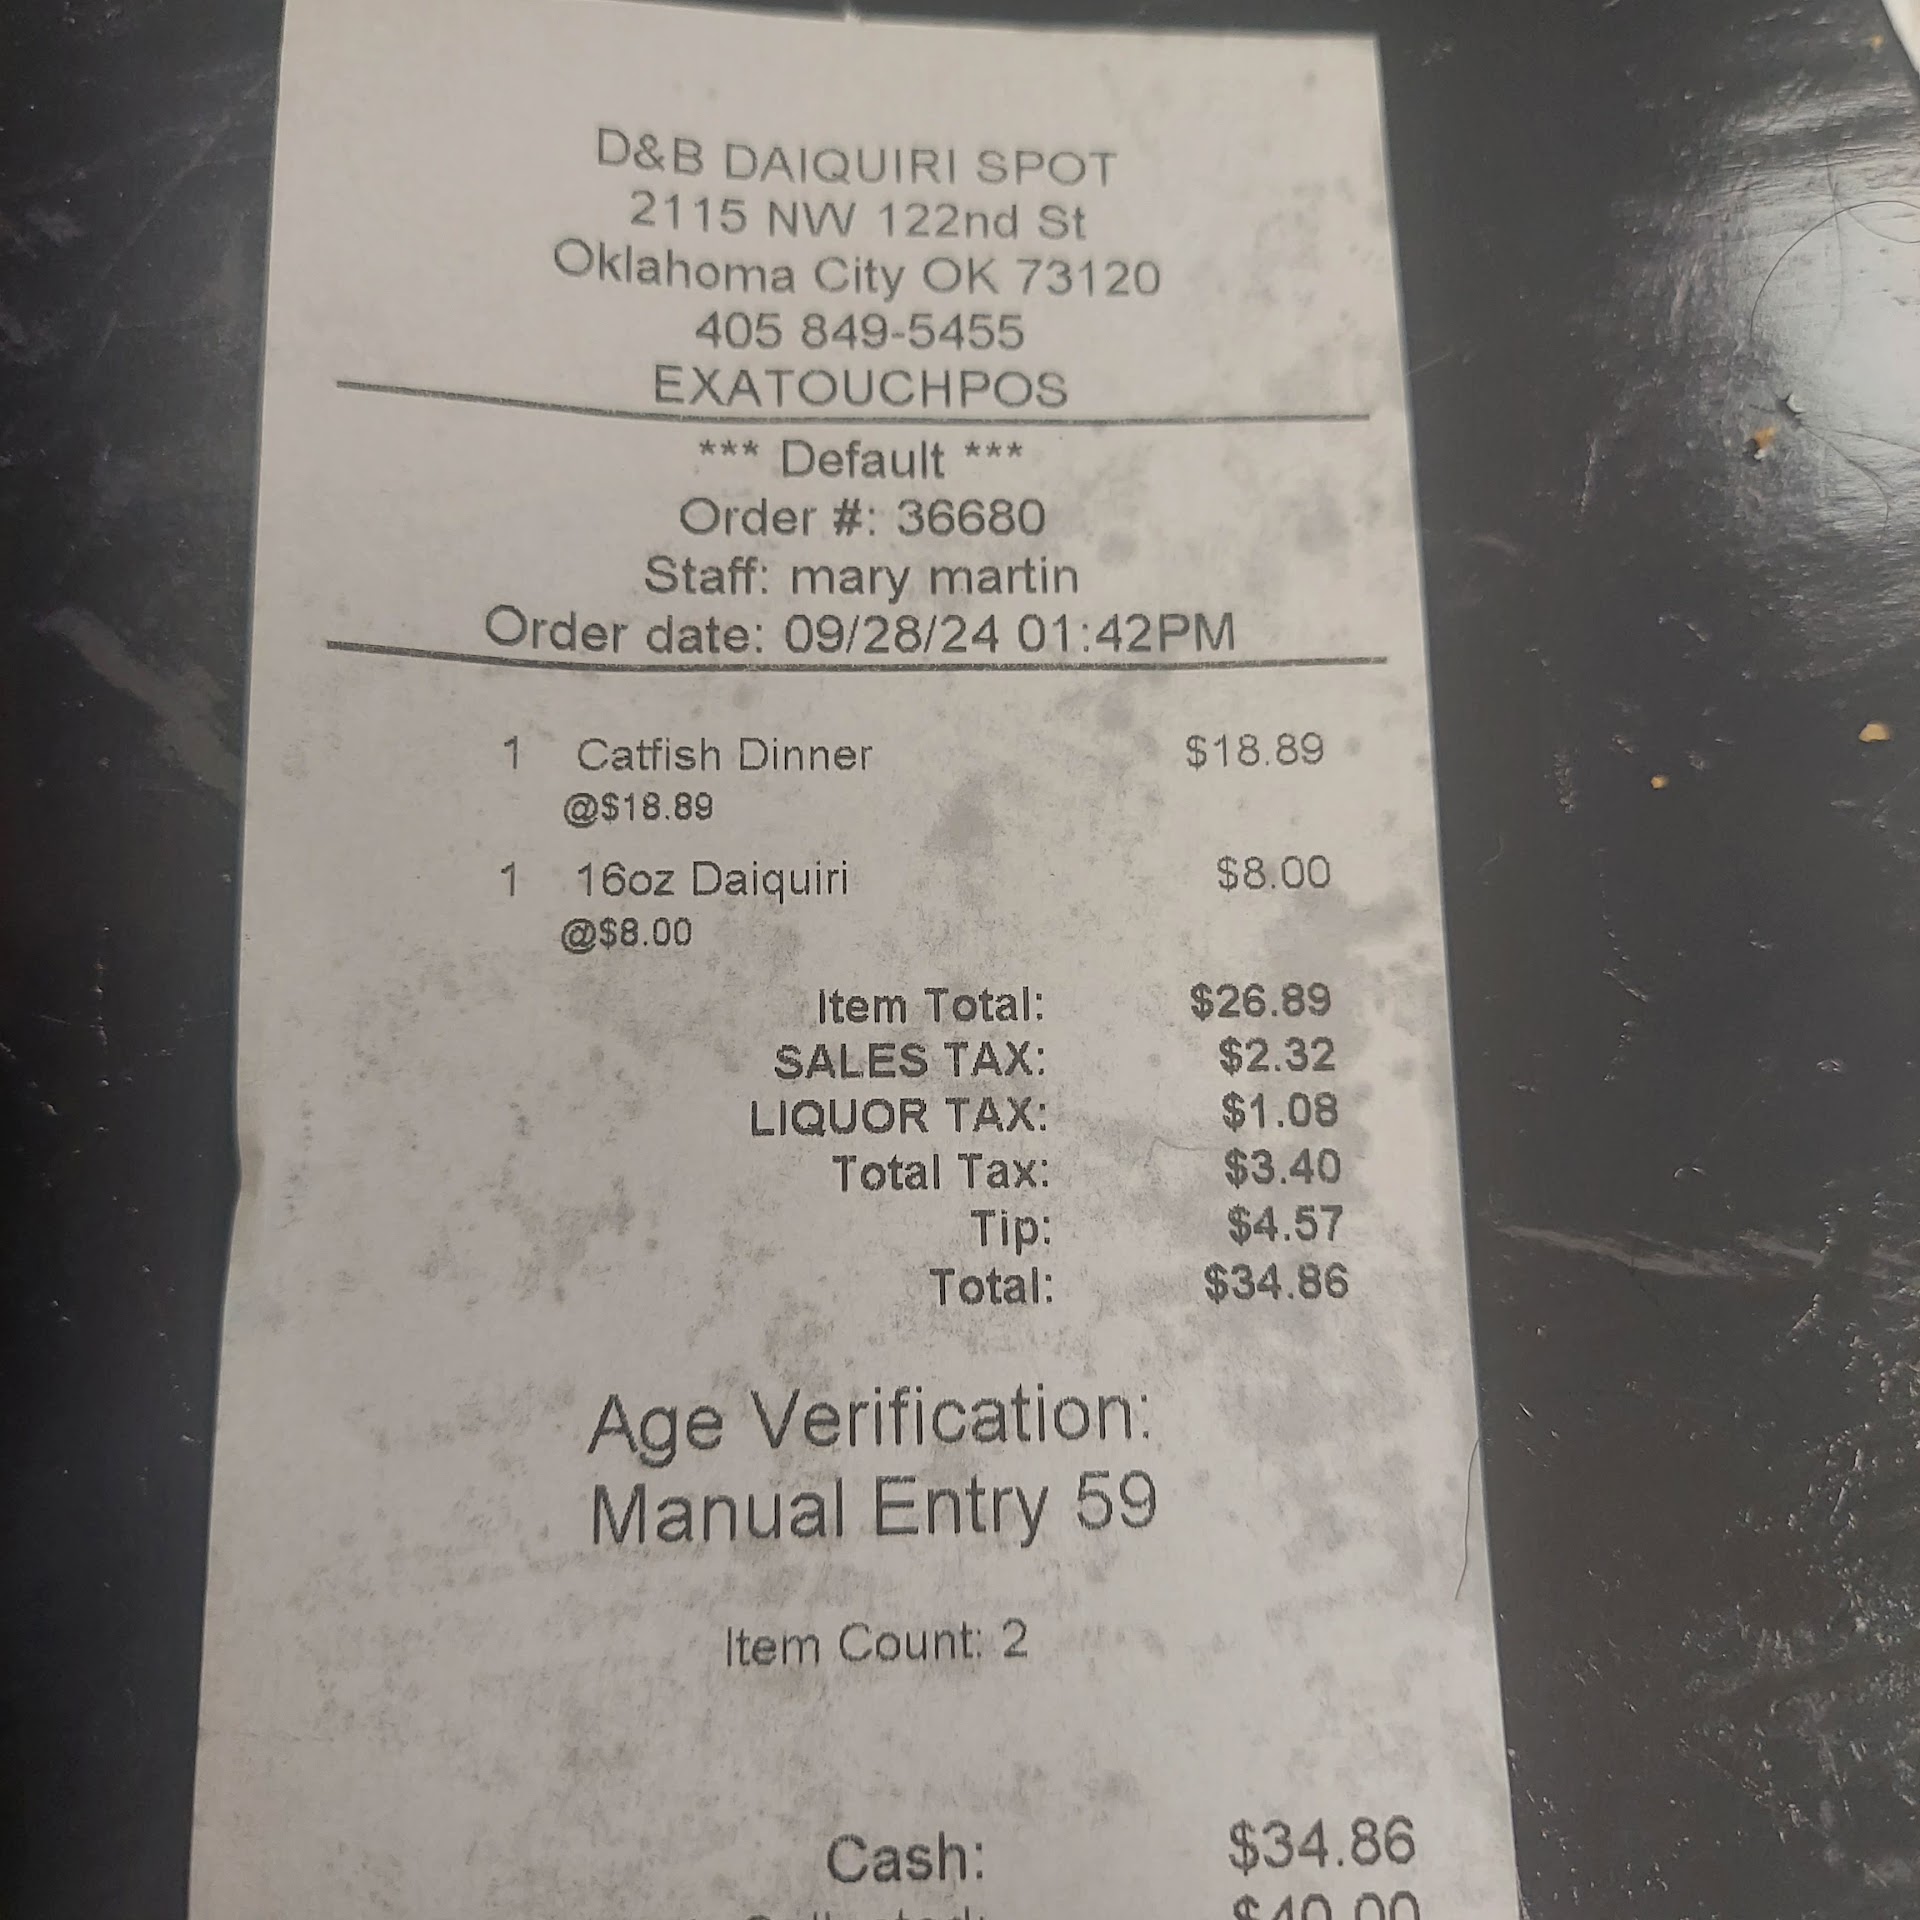 D&B DAIQUIRI SPOT
2115 NW 122nd St
Oklahoma City OK 73120
405 849-5455
EXATOUCHPOS
*** Default ***
Order #: 36680
Staff: mary martin
Order date: 09/28/24 01:42PM
1 Catfish Dinner $18.89
@$18.89
1 16oz Daiquiri $8.00
@$8.00
Item Total: $26.89
SALES TAX: $2.32
LIQUOR TAX: $1.08
Total Tax: $3.40
Tip: $4.57
Total: $34.86
Age Verification:
Manual Entry 59
Item Count: 2
Cash: $34.86
$40.00